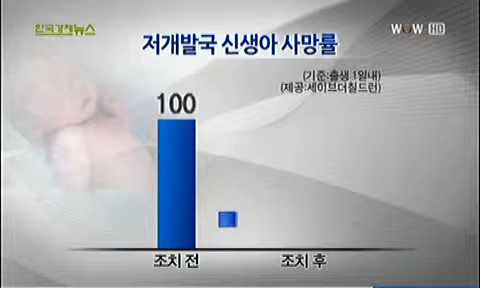 한국경제뉴스
WOW HD
저개발국 신생아 사망률
(기준:출생 1일내)
(제공:세이브더칠드런)
100
조치 전
조치 후